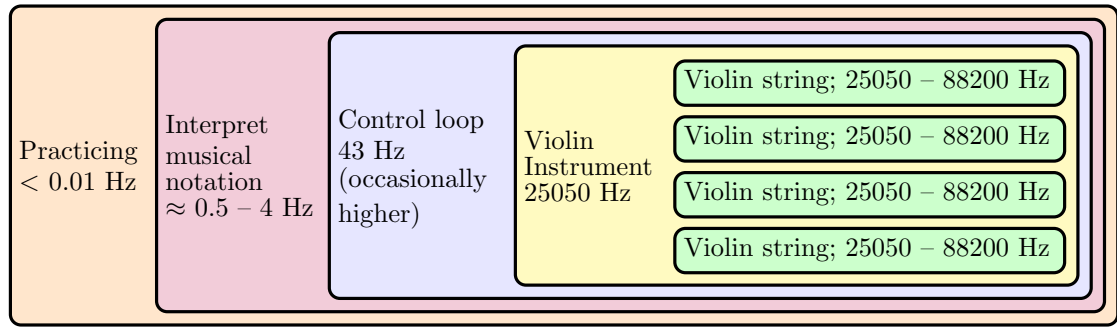 Practicing
< 0.01 Hz
Interpret
musical
notation
≈ 0.5 – 4 Hz
Control loop
43 Hz
(occasionally
higher)
Violin
Instrument
25050 Hz
Violin string; 25050 – 88200 Hz
Violin string; 25050 – 88200 Hz
Violin string; 25050 – 88200 Hz
Violin string; 25050 – 88200 Hz